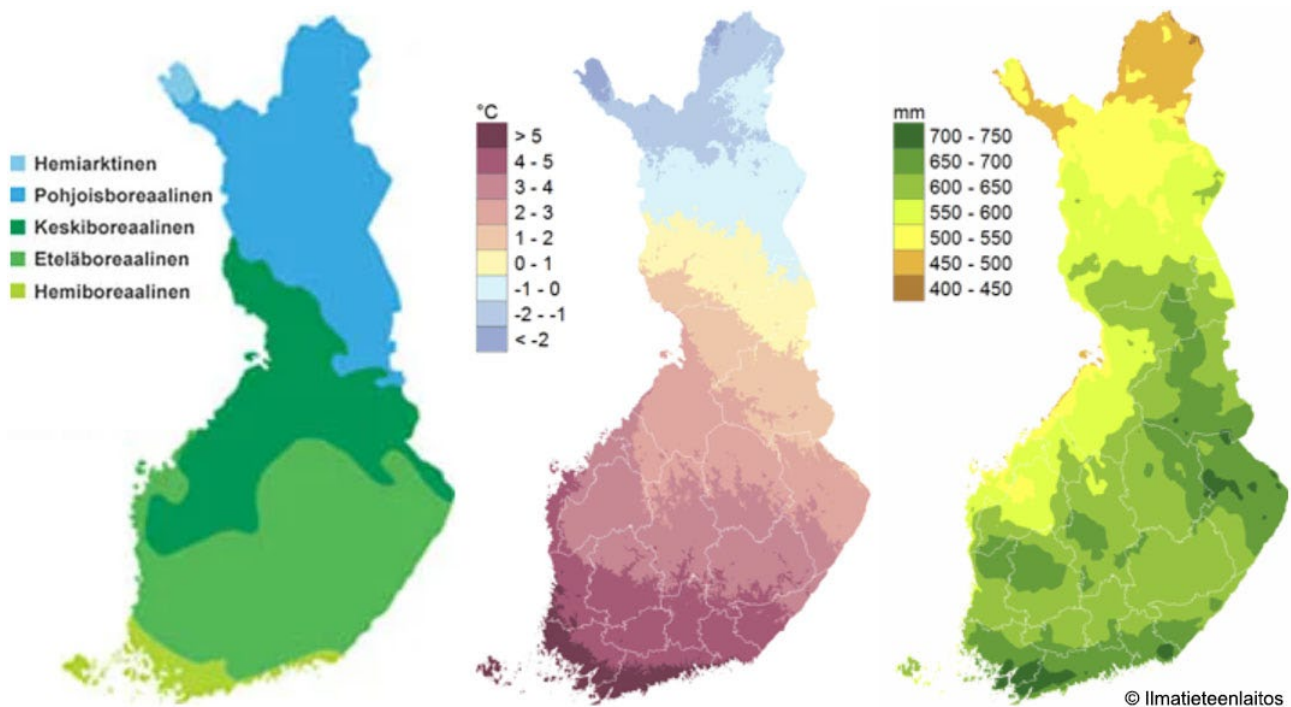 Hemiarktinen
Pohjoisboreaalinen
Keskiboreaalinen
Eteläboreaalinen
Hemiboreaalinen
°C
> 5
4 - 5
3 - 4
2 - 3
1 - 2
0 - 1
-1 - 0
-2 - -1
< -2
mm
700 - 750
650 - 700
600 - 650
550 - 600
500 - 550
450 - 500
400 - 450
© Ilmatieteenlaitos